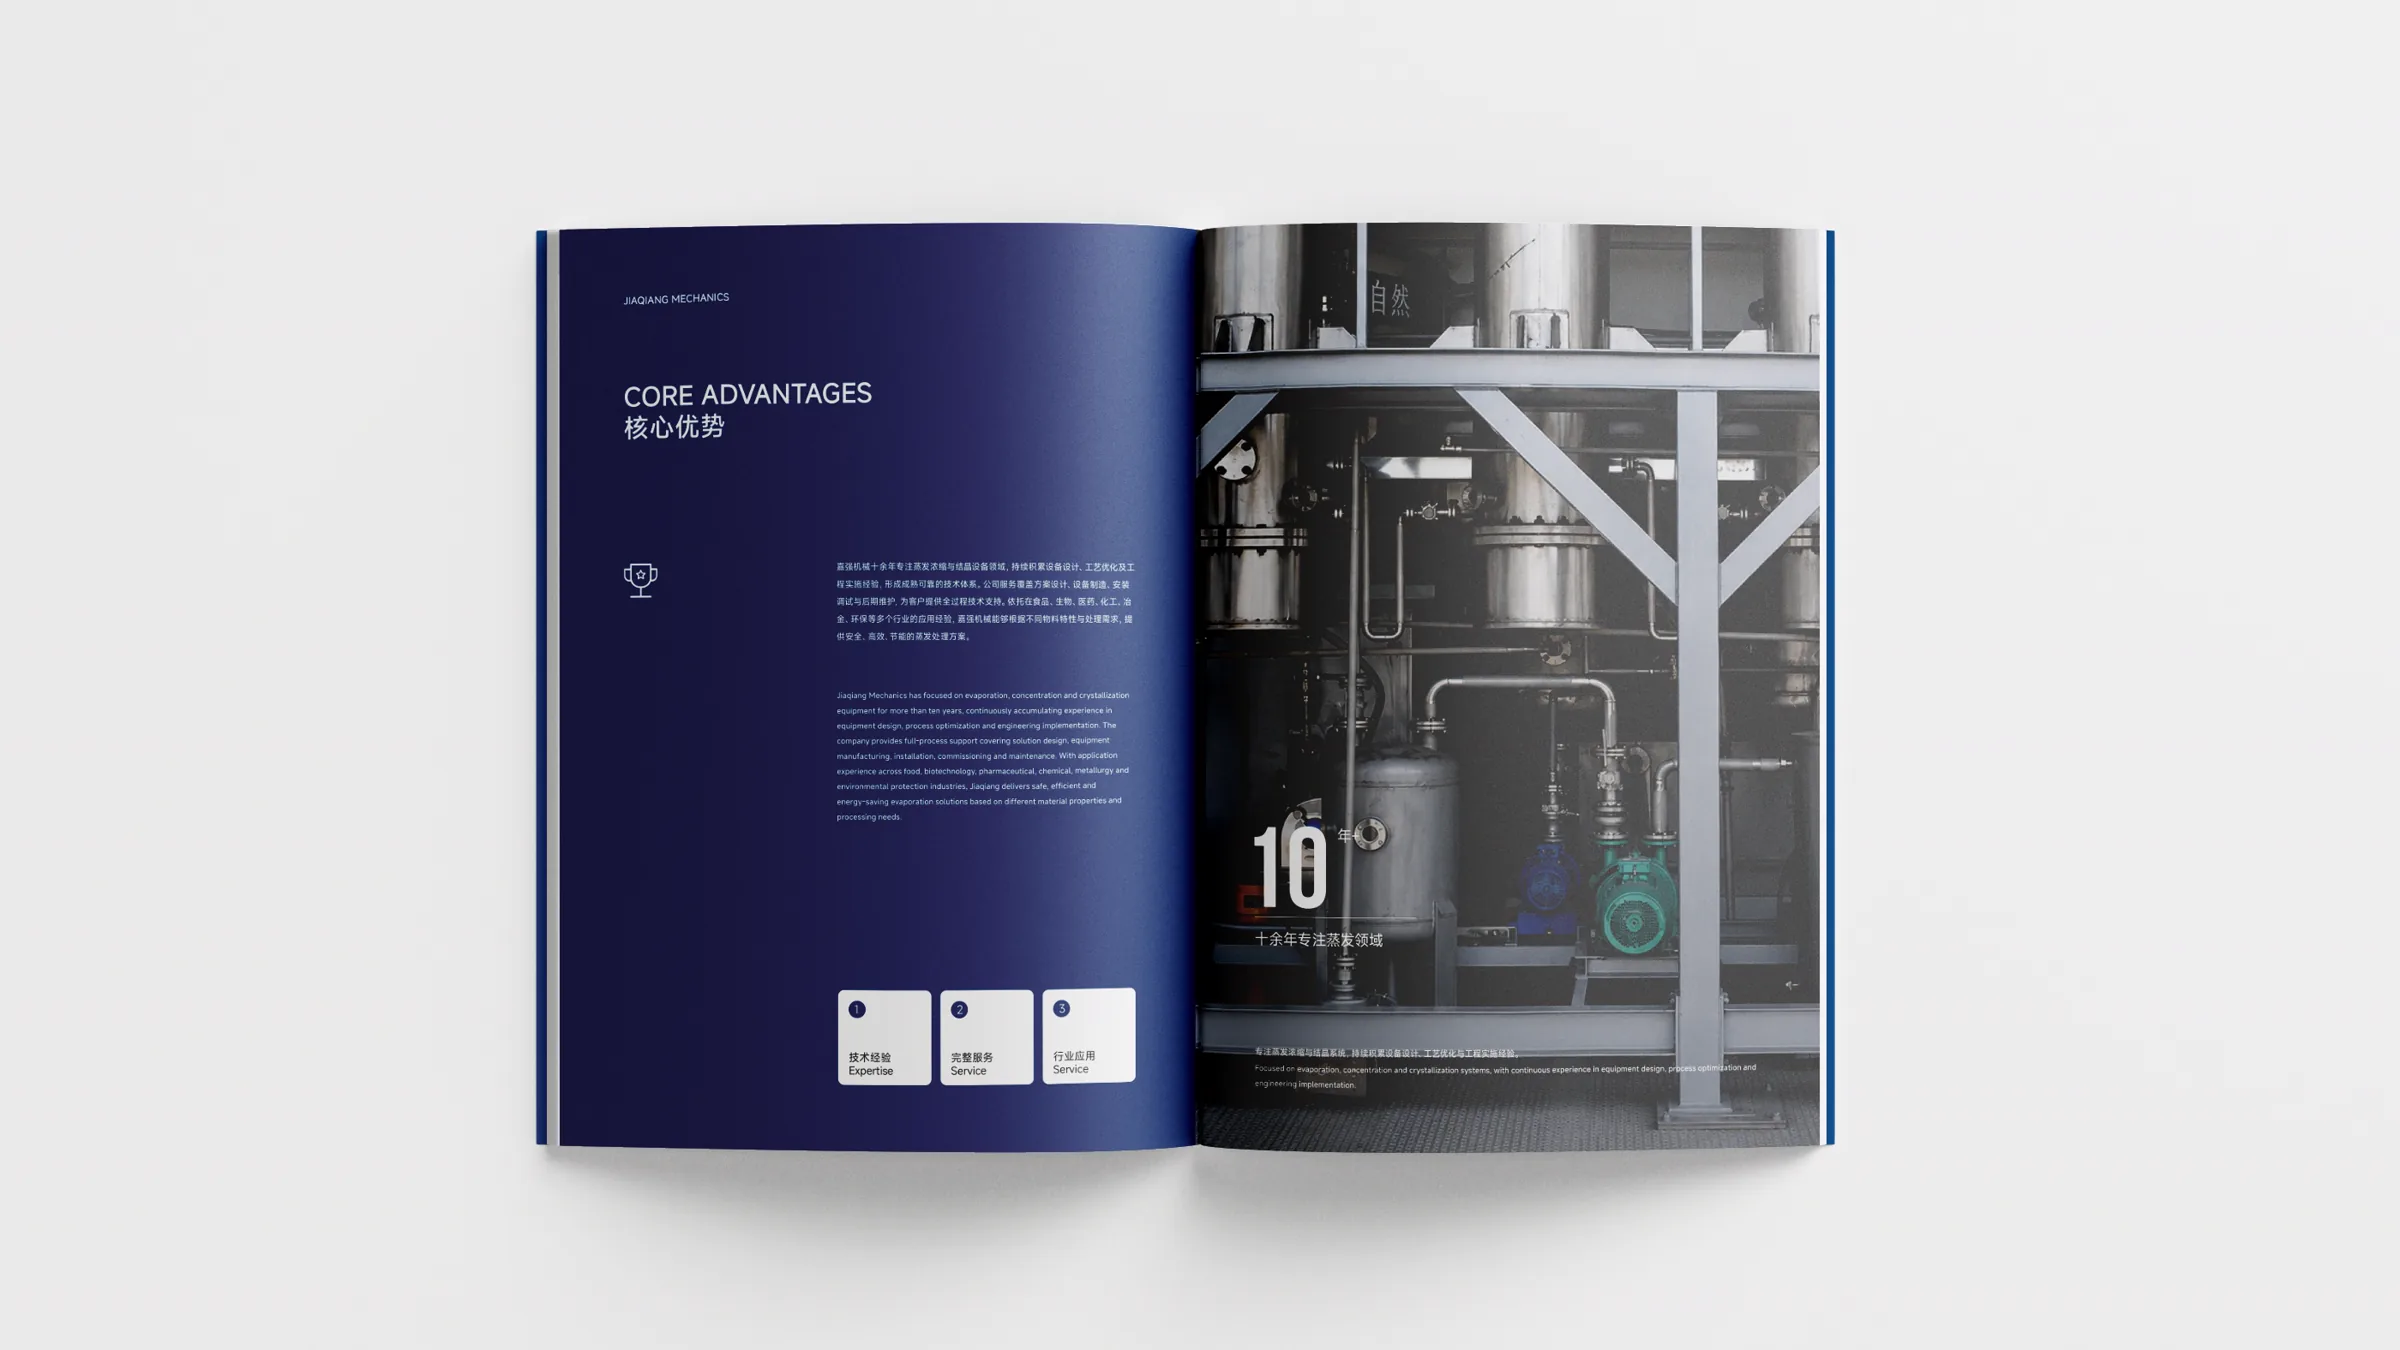 JIAQIANG MECHANICS
CORE ADVANTAGES
核心优势
嘉强机械十余年专注蒸发浓缩与结晶设备领域，持续积累设备设计、工艺优化及工
程实施经验，形成成熟可靠的技术体系。公司服务覆盖方案设计、设备制造、安装
调试与后期维护，为客户提供全过程技术支持。依托在食品、生物、医药、化工、冶
金、环保等多个行业的应用经验，嘉强机械能够根据不同物料特性与处理需求，提
供安全、高效、节能的蒸发处理方案。
Jiaqiang Mechanics has focused on evaporation, concentration and crystallization
equipment for more than ten years, continuously accumulating experience in
equipment design, process optimization and engineering implementation. The
company provides full-process support covering solution design, equipment
manufacturing, installation, commissioning and maintenance. With application
experience across food, biotechnology, pharmaceutical, chemical, metallurgy and
environmental protection industries, Jiaqiang delivers safe, efficient and
energy-saving evaporation solutions based on different material properties and
processing needs.
1
技术经验
Expertise
2
完整服务
Service
3
行业应用
Service
自然
10 年+
十余年专注蒸发领域
专注蒸发浓缩与结晶系统，持续积累设备设计、工艺优化与工程实施经验。
Focused on evaporation, concentration and crystallization systems, with continuous experience in equipment design, process optimization and
engineering implementation.